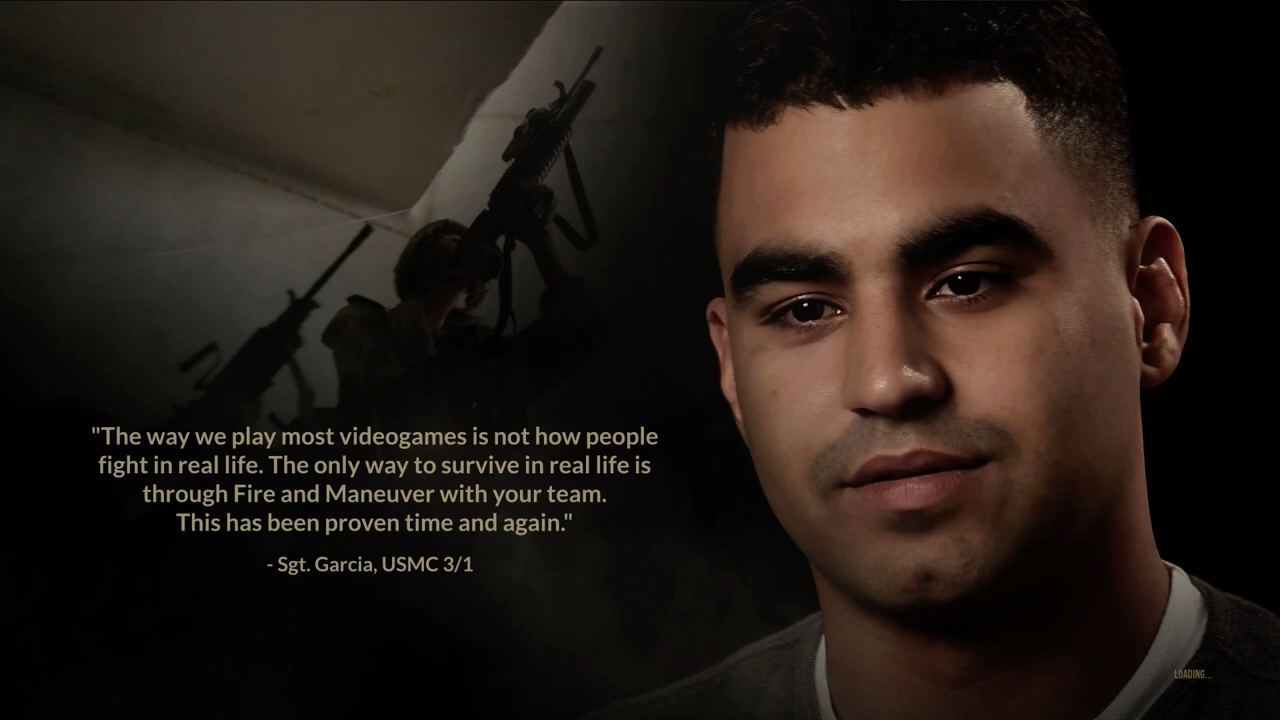 "The way we play most videogames is not how people
fight in real life. The only way to survive in real life is
through Fire and Maneuver with your team.
This has been proven time and again."
- Sgt. Garcia, USMC 3/1
LOADING...